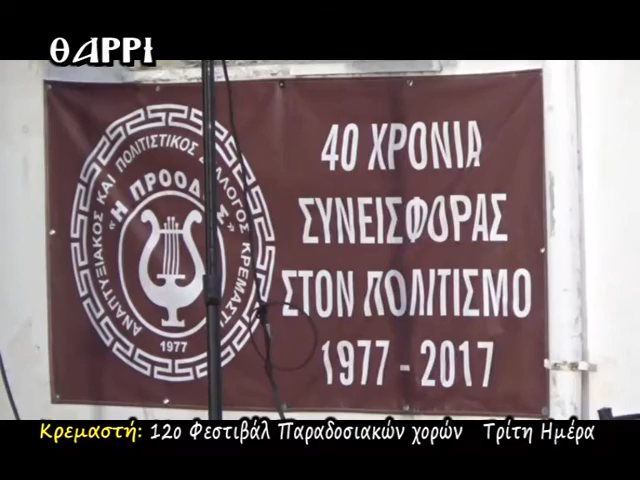 ΘΑΡΡΙ
40 ΧΡΟΝΙΑ
ΣΥΝΕΙΣΦΟΡΑΣ
ΣΤΟΝ ΠΟΛΙΤΙΣΜΟ
1977 - 2017
ΑΝΑΠΤΥΞΙΑΚΟΣ ΚΑΙ ΠΟΛΙΤΙΣΤΙΚΟΣ ΣΥΛΛΟΓΟΣ ΚΡΕΜΑΣΤΗΣ
«Η ΠΡΟΟΔΟΣ»
1977
Κρεμαστή: 12ο Φεστιβάλ Παραδοσιακών χορών Τρίτη Ημέρα